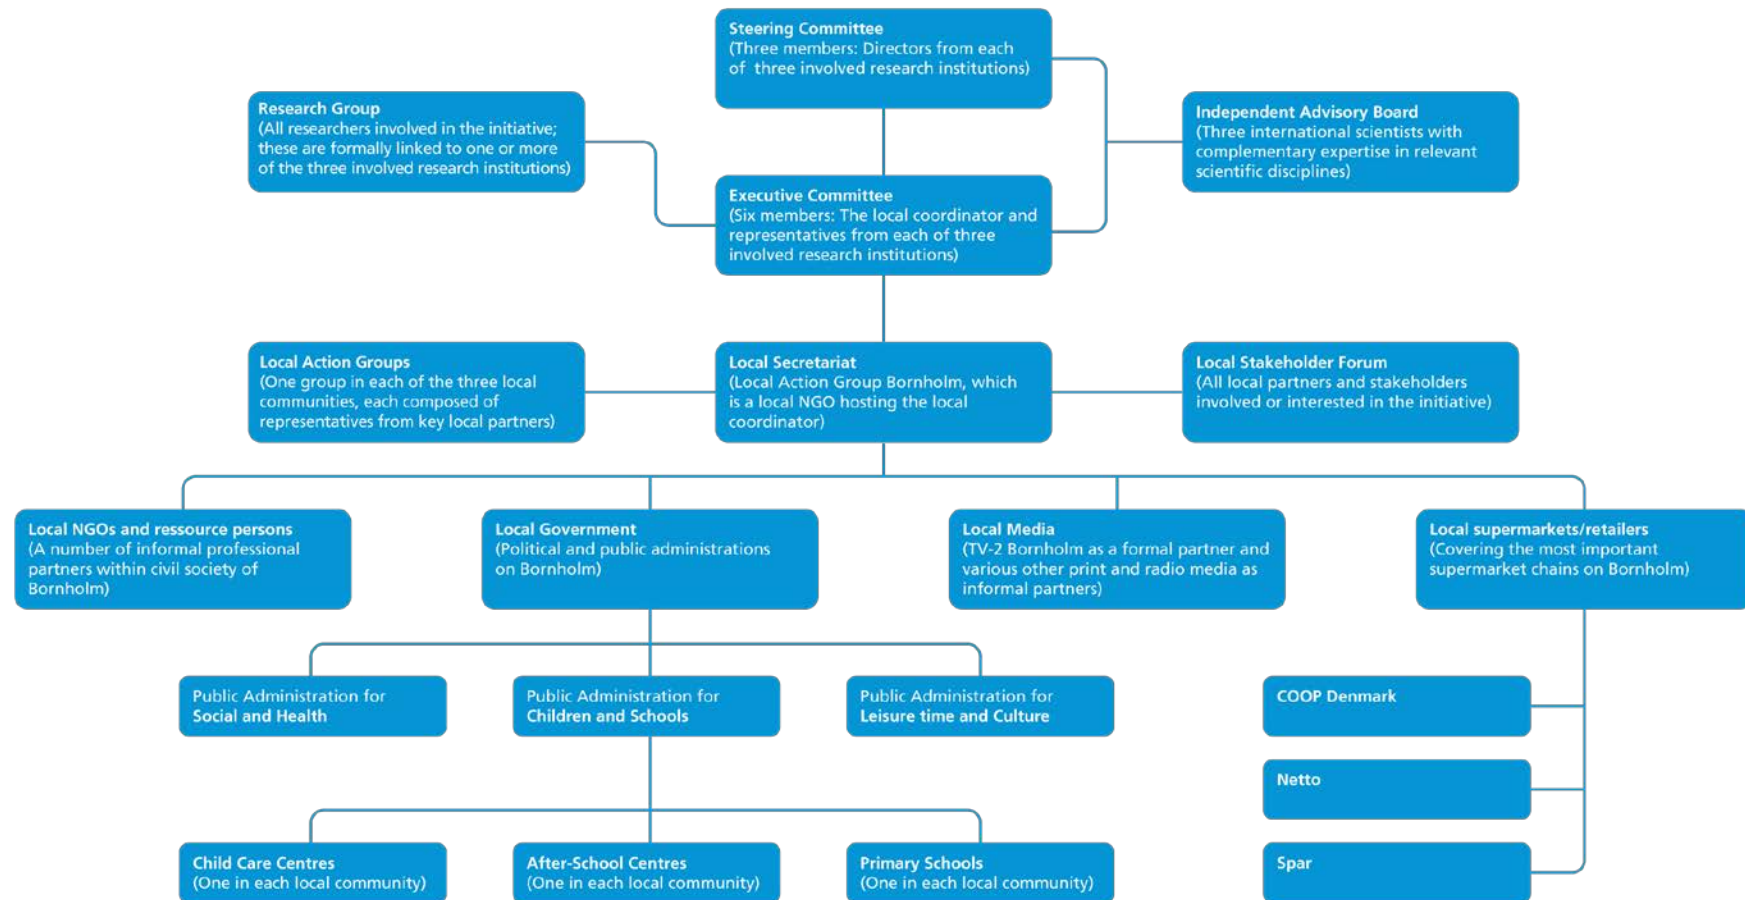 Steering Committee
(Three members: Directors from each
of three involved research institutions)
Research Group
(All researchers involved in the initiative;
these are formally linked to one or more
of the three involved research institutions)
Independent Advisory Board
(Three international scientists with
complementary expertise in relevant
scientific disciplines)
Executive Committee
(Six members: The local coordinator and
representatives from each of three
involved research institutions)
Local Action Groups
(One group in each of the three local
communities, each composed of
representatives from key local partners)
Local Secretariat
(Local Action Group Bornholm, which
is a local NGO hosting the local
coordinator)
Local Stakeholder Forum
(All local partners and stakeholders
involved or interested in the initiative)
Local NGOs and ressource persons
(A number of informal professional
partners within civil society of
Bornholm)
Local Government
(Political and public administrations
on Bornholm)
Local Media
(TV-2 Bornholm as a formal partner and
various other print and radio media as
informal partners)
Local supermarkets/retailers
(Covering the most important
supermarket chains on Bornholm)
Public Administration for
Social and Health
Public Administration for
Children and Schools
Public Administration for
Leisure time and Culture
COOP Denmark
Netto
Child Care Centres
(One in each local community)
After-School Centres
(One in each local community)
Primary Schools
(One in each local community)
Spar